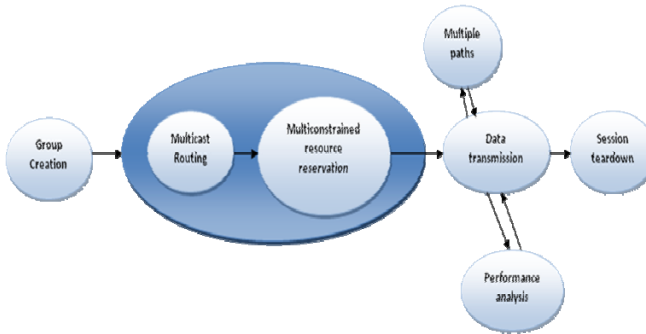 Group
Creation
Multicast
Routing
Multiconstrained
resource
reservation
Multiple
paths
Data
transmission
Session
teardown
Performance
analysis